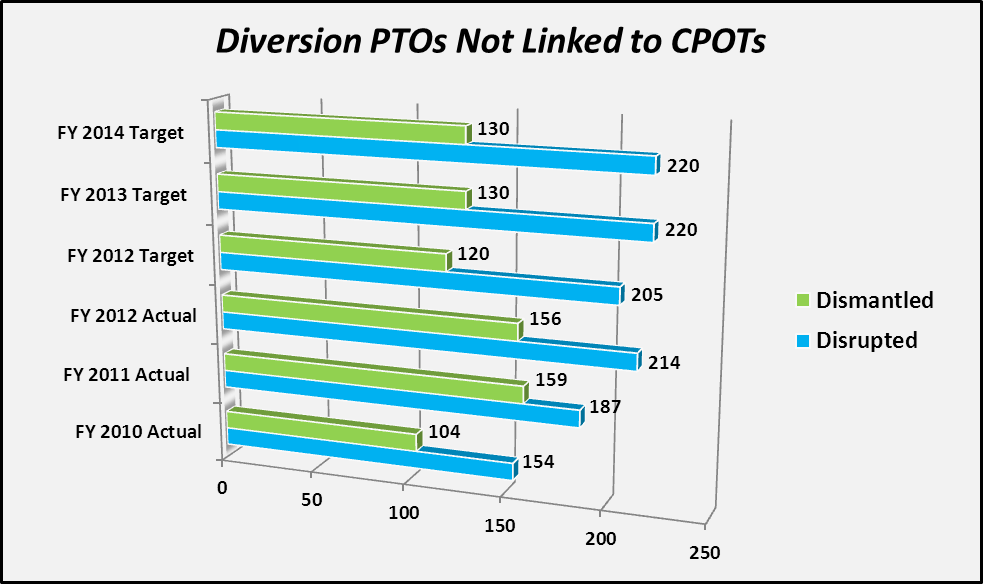 Diversion PTOs Not Linked to CPOTs
FY 2014 Target
130
220
FY 2013 Target
130
220
FY 2012 Target
120
205
FY 2012 Actual
156
214
FY 2011 Actual
159
187
FY 2010 Actual
104
154
0
50
100
150
200
250
Dismantled
Disrupted